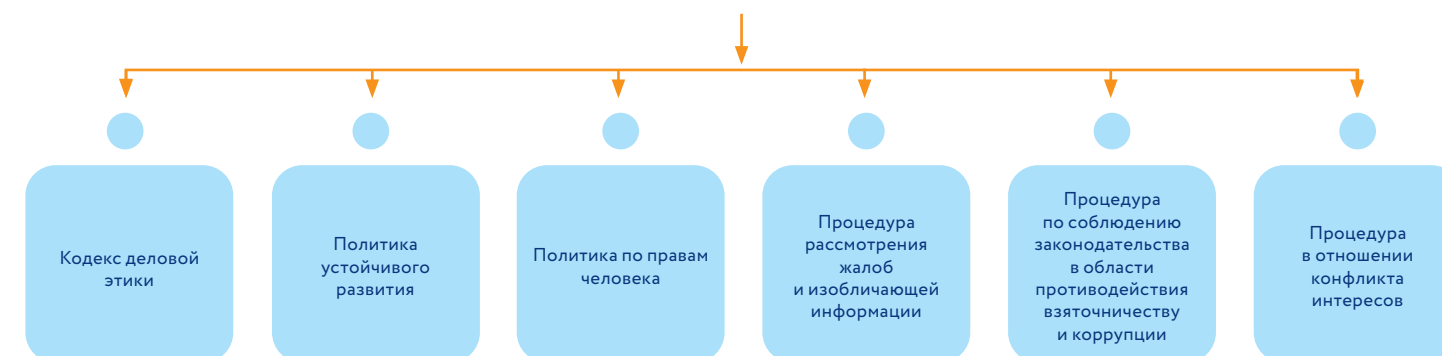 Кодекс деловой
этики
Политика
устойчивого
развития
Политика по правам
человека
Процедура
рассмотрения
жалоб
и изобличающей
информации
Процедура
по соблюдению
законодательства
в области
противодействия
взяточничеству
и коррупции
Процедура
в отношении
конфликта
интересов